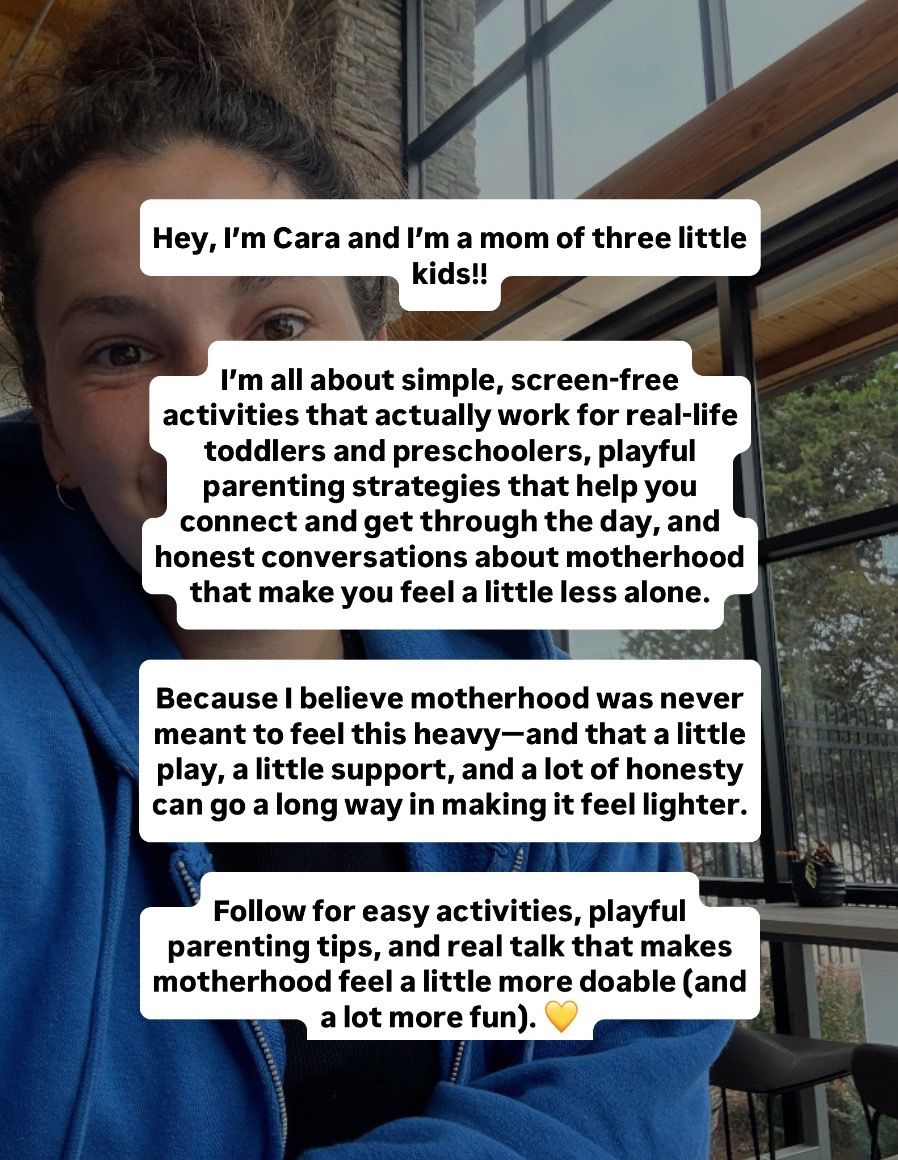 Hey, I’m Cara and I’m a mom of three little
kids!!
I’m all about simple, screen-free
activities that actually work for real-life
toddlers and preschoolers, playful
parenting strategies that help you
connect and get through the day, and
honest conversations about motherhood
that make you feel a little less alone.
Because I believe motherhood was never
meant to feel this heavy—and that a little
play, a little support, and a lot of honesty
can go a long way in making it feel lighter.
Follow for easy activities, playful
parenting tips, and real talk that makes
motherhood feel a little more doable (and
a lot more fun). 💛